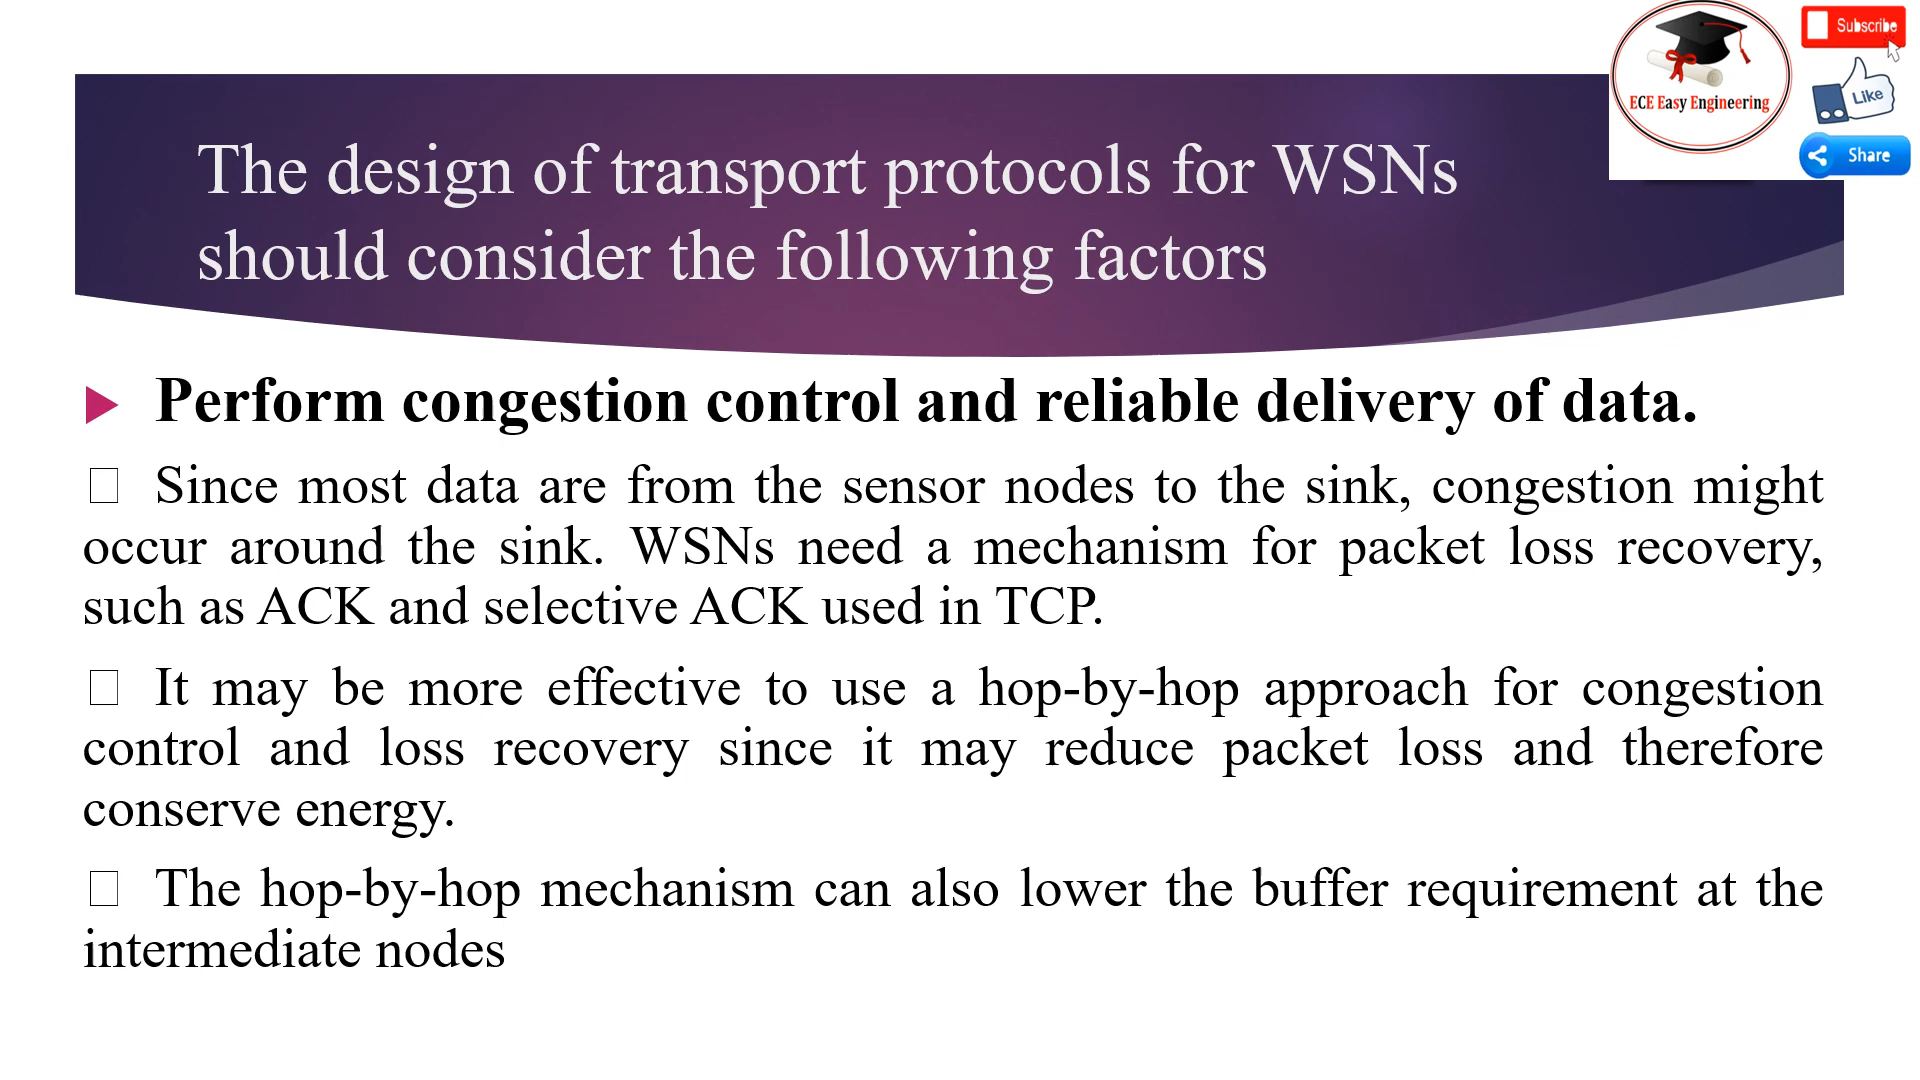 Subscribe
Like
ECE Easy Engineering
Share
The design of transport protocols for WSNs
should consider the following factors
Perform congestion control and reliable delivery of data.
Since most data are from the sensor nodes to the sink, congestion might
occur around the sink. WSNs need a mechanism for packet loss recovery,
such as ACK and selective ACK used in TCP.
It may be more effective to use a hop-by-hop approach for congestion
control and loss recovery since it may reduce packet loss and therefore
conserve energy.
The hop-by-hop mechanism can also lower the buffer requirement at the
intermediate nodes